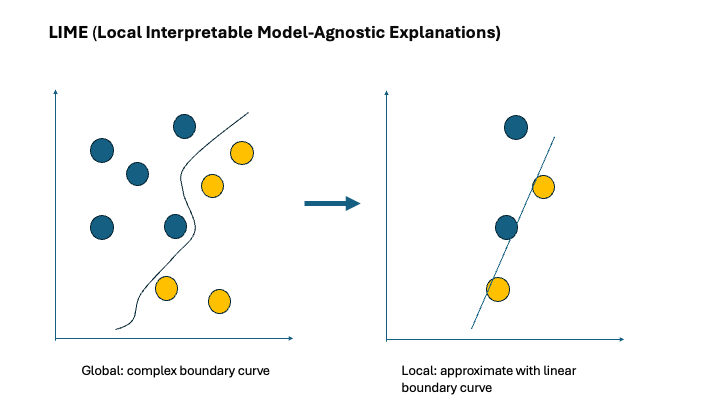 LIME (Local Interpretable Model-Agnostic Explanations)
Global: complex boundary curve
Local: approximate with linear
boundary curve